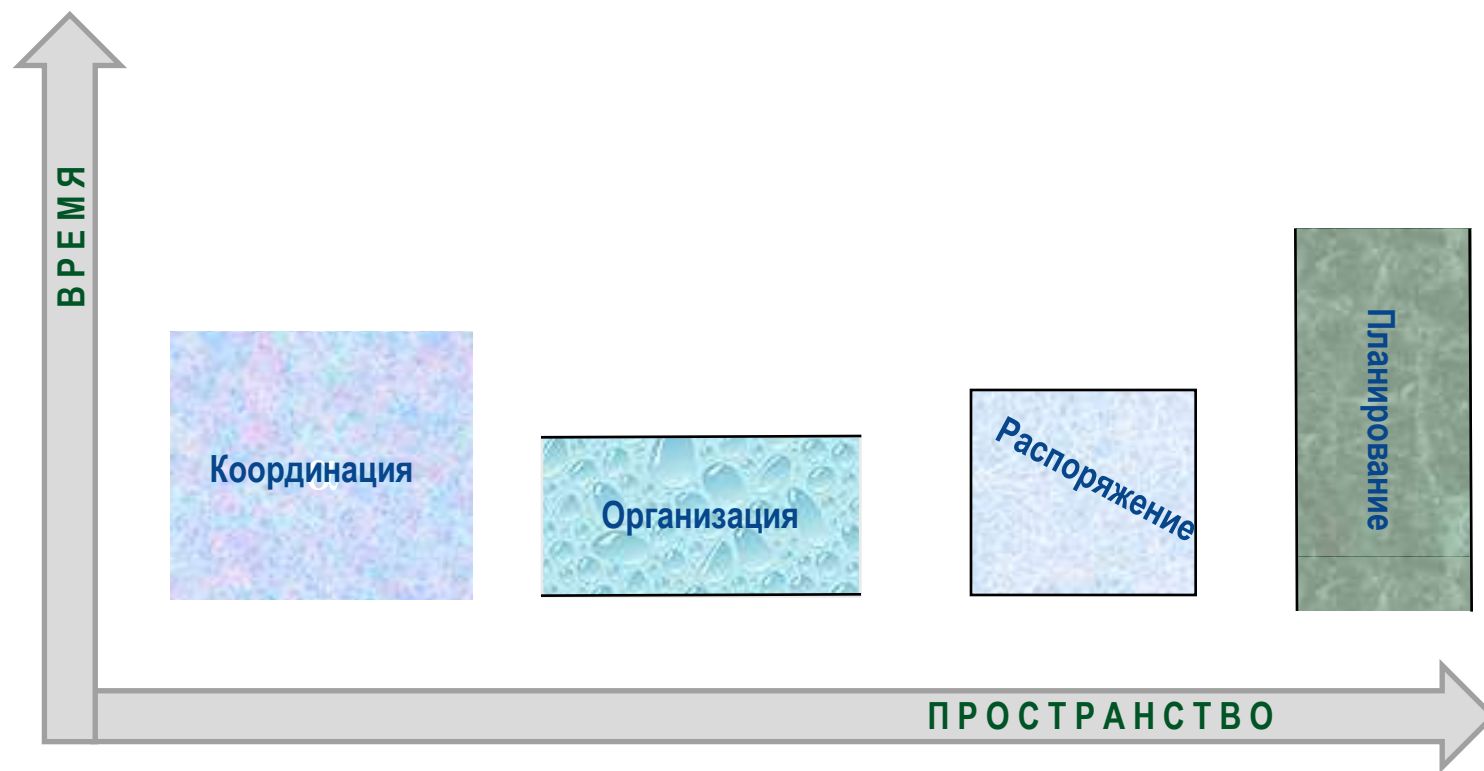 ВРЕМЯ
Координация
Организация
Распоряжение
Планирование
ПРОСТРАНСТВО